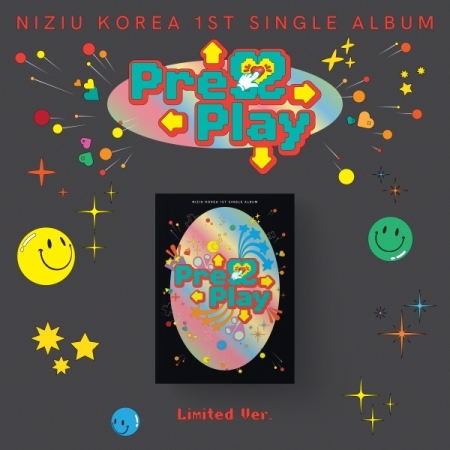 NIZIU KOREA 1ST SINGLE ALBUM
Press
Play
NIZIU KOREA 1ST SINGLE ALBUM
Press
Play
Limited Ver.